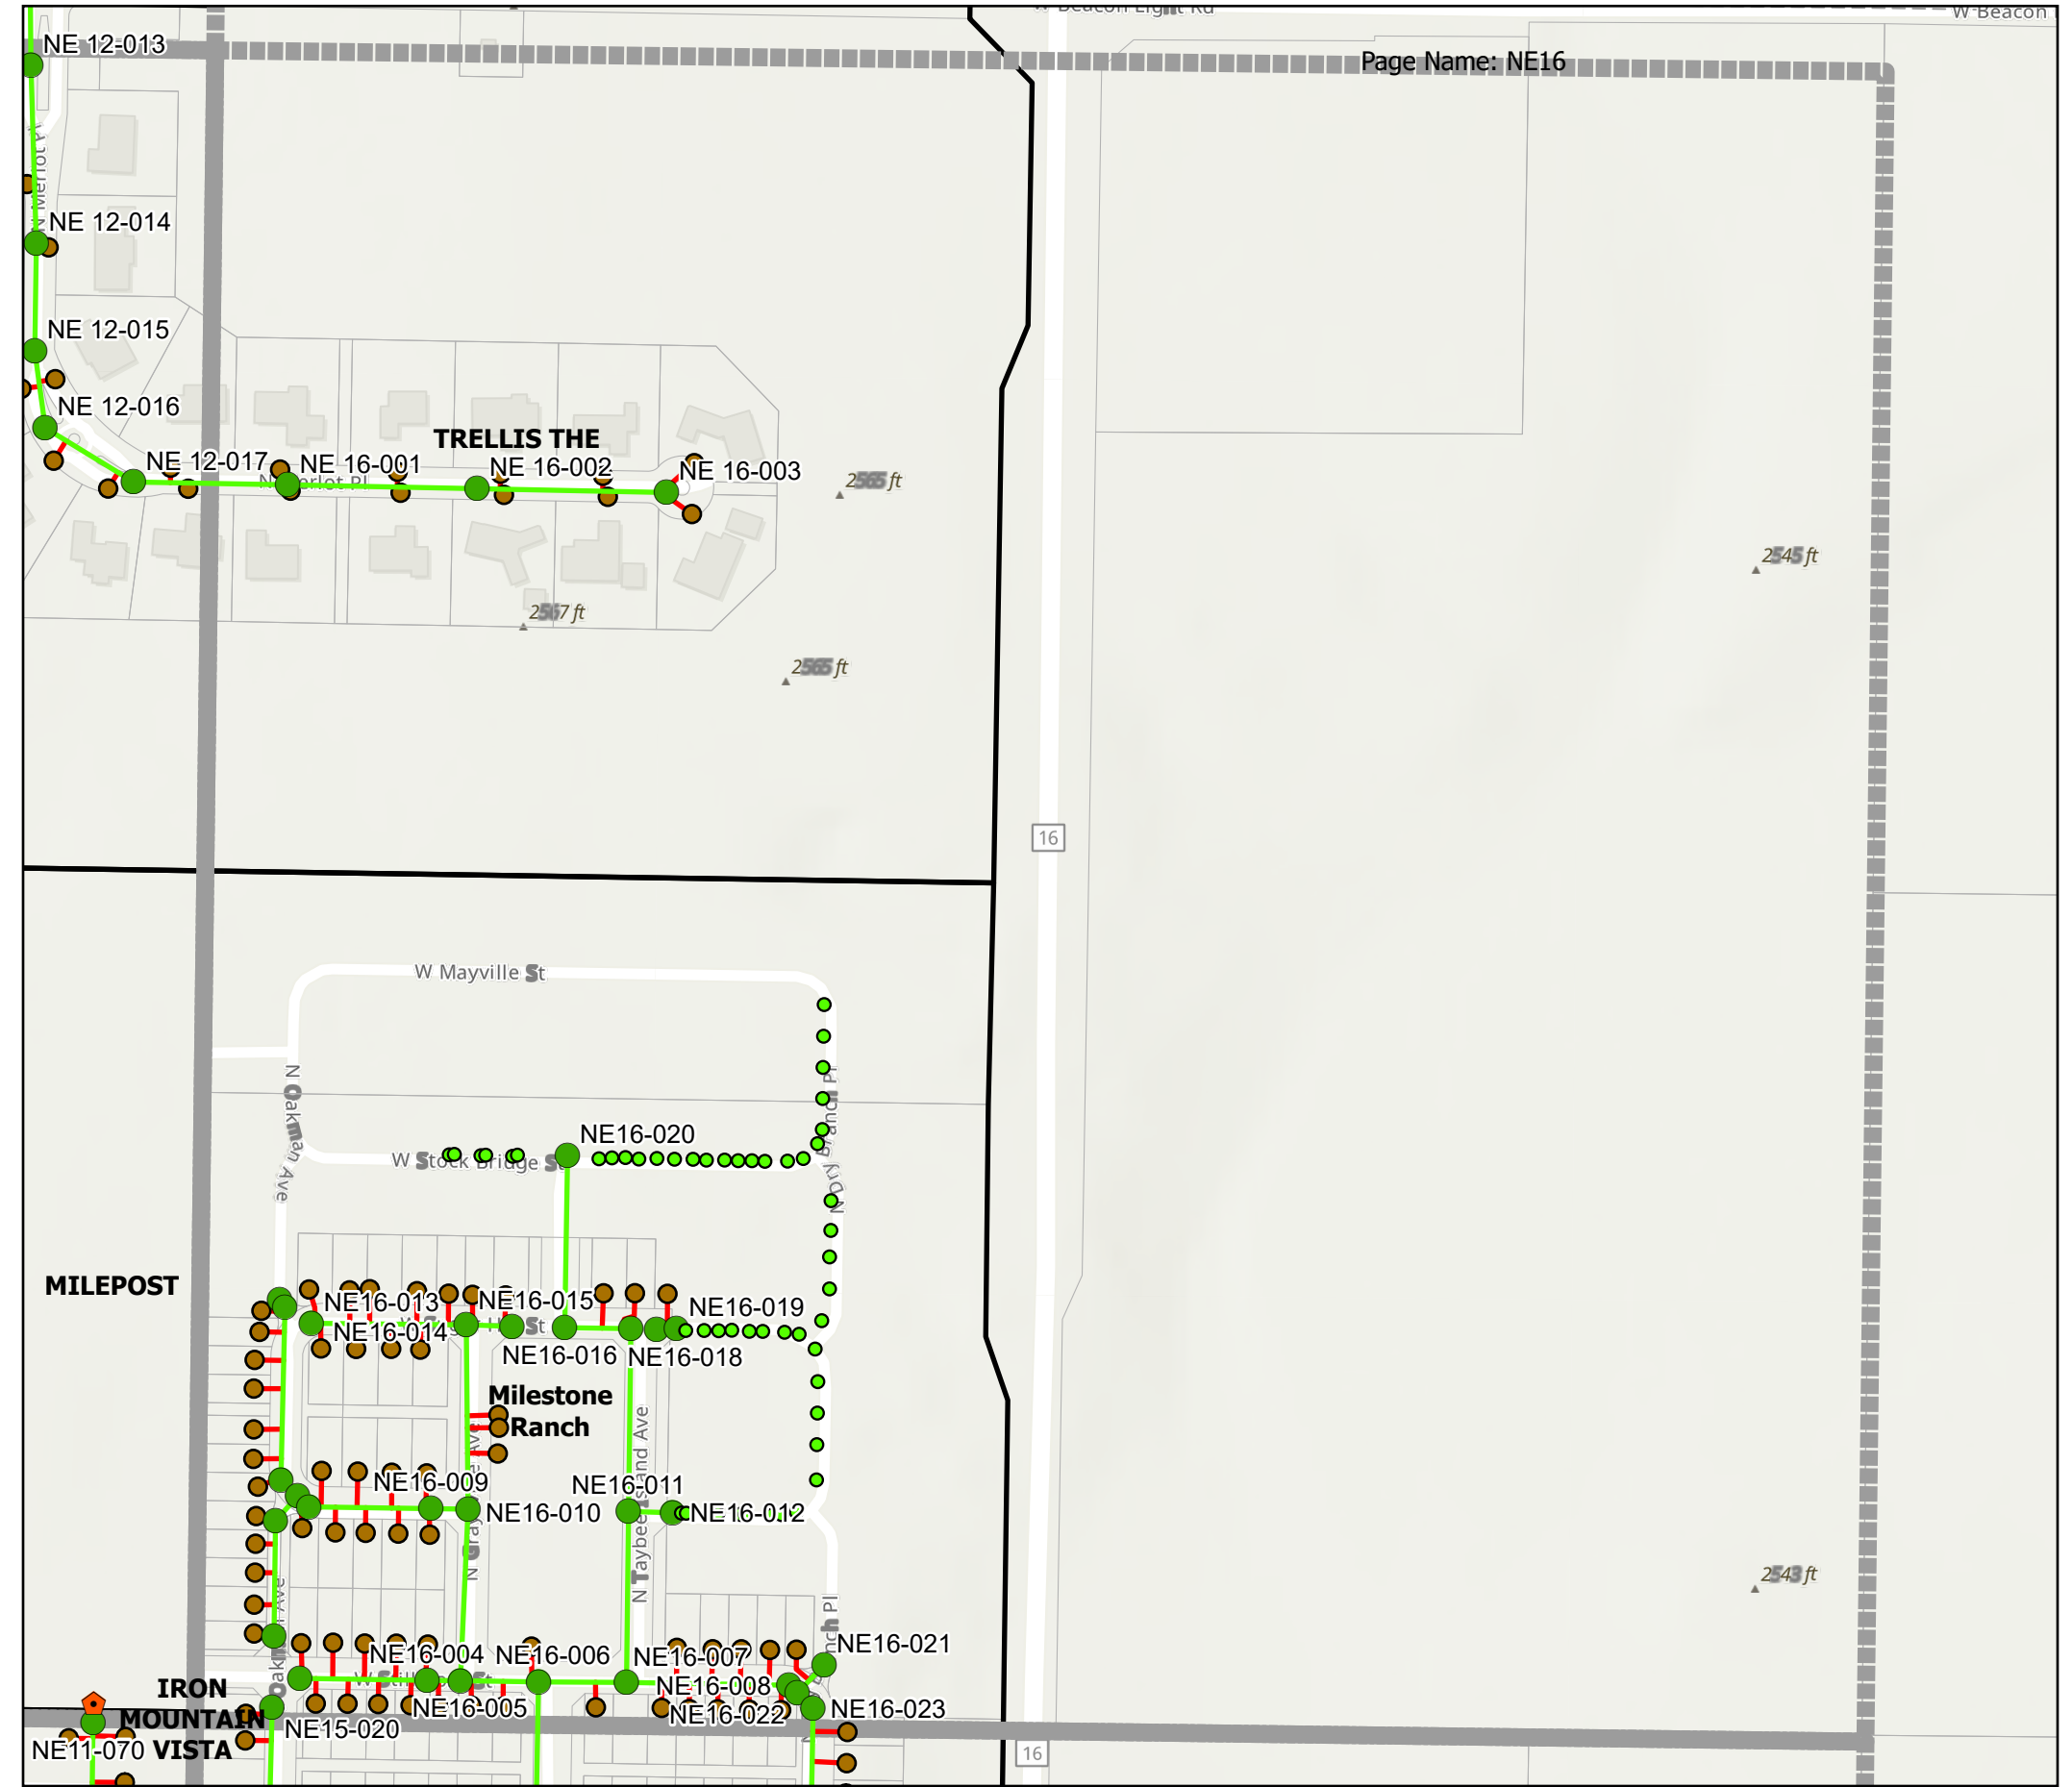 Page Name: NE16
NE 12-013
NE 12-014
NE 12-015
NE 12-016
NE 12-017
NE 16-001
TRELLIS THE
NE 16-002
NE 16-003
2565 ft
2567 ft
2565 ft
2545 ft
16
W Mayville St
N Oakman Ave
NE16-020
W Stock Bridge St
N Dry Branch Pl
MILEPOST
NE16-013
NE16-014
NE16-015
NE16-016
NE16-018
NE16-019
Milestone
Ranch
NE16-009
NE16-010
NE16-011
NE16-012
2543 ft
NE16-004
NE16-005
NE16-006
NE16-007
NE16-008
NE16-021
NE16-022
NE16-023
IRON
MOUNTAIN
VISTA
NE15-020
NE11-070
16